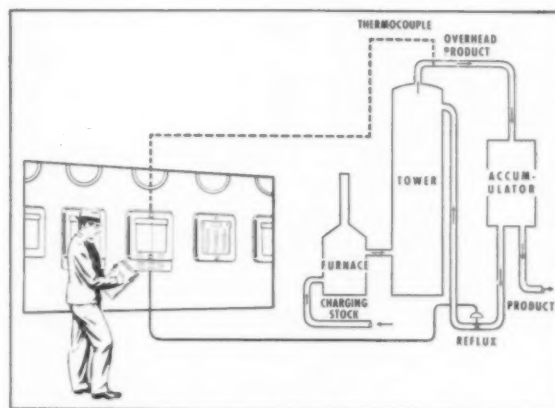 THERMOCOUPLE
OVERHEAD
PRODUCT
TOWER
ACCUM-
ULATOR
FURNACE
CHARGING
STOCK
PRODUCT
REFLUX